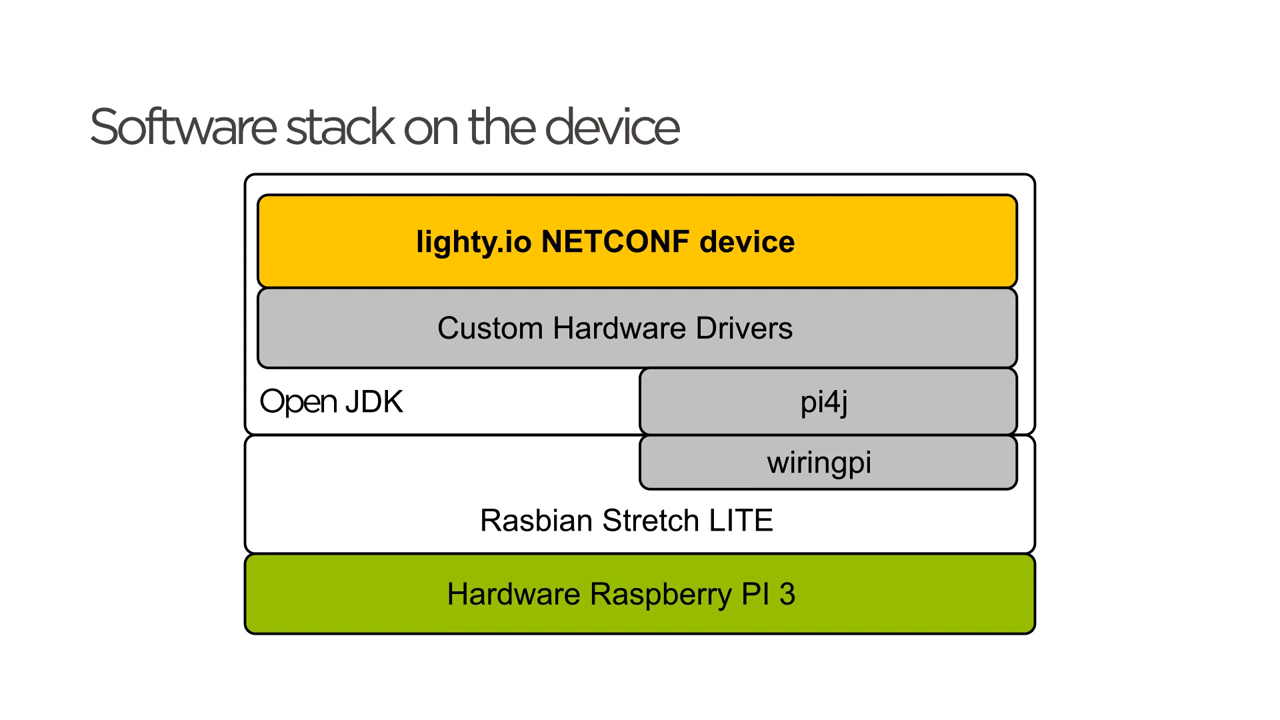 Software stack on the device
lighty.io NETCONF device
Custom Hardware Drivers
Open JDK
pi4j
wiringpi
Rasbian Stretch LITE
Hardware Raspberry PI 3